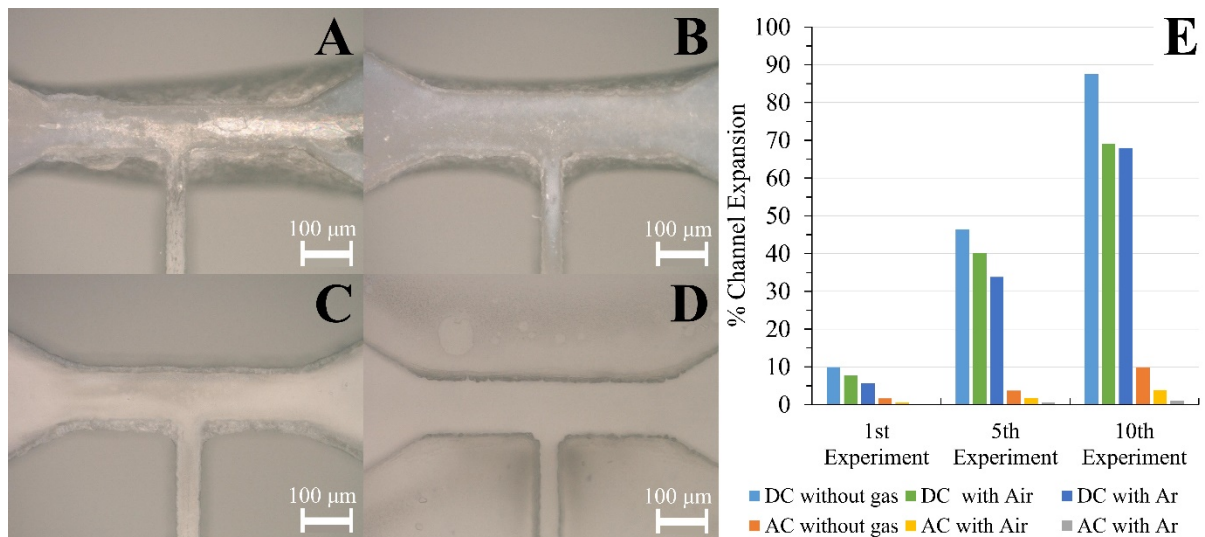 A
100 μm
B
100 μm
C
100 μm
D
100 μm
E
% Channel Expansion
100
90
80
70
60
50
40
30
20
10
0
1st
Experiment
5th
Experiment
10th
Experiment
DC without gas
DC with Air
DC with Ar
AC without gas
AC with Air
AC with Ar